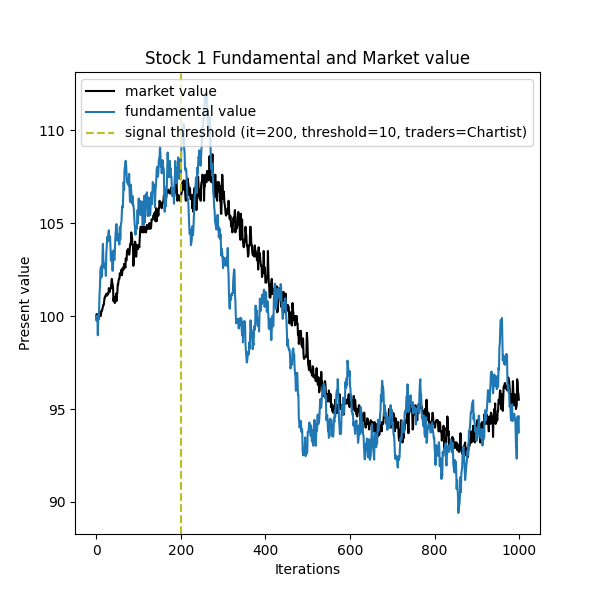 Stock 1 Fundamental and Market value
market value
fundamental value
signal threshold (it=200, threshold=10, traders=Chartist)
110
105
100
95
90
Present value
0 200 400 600 800 1000
Iterations